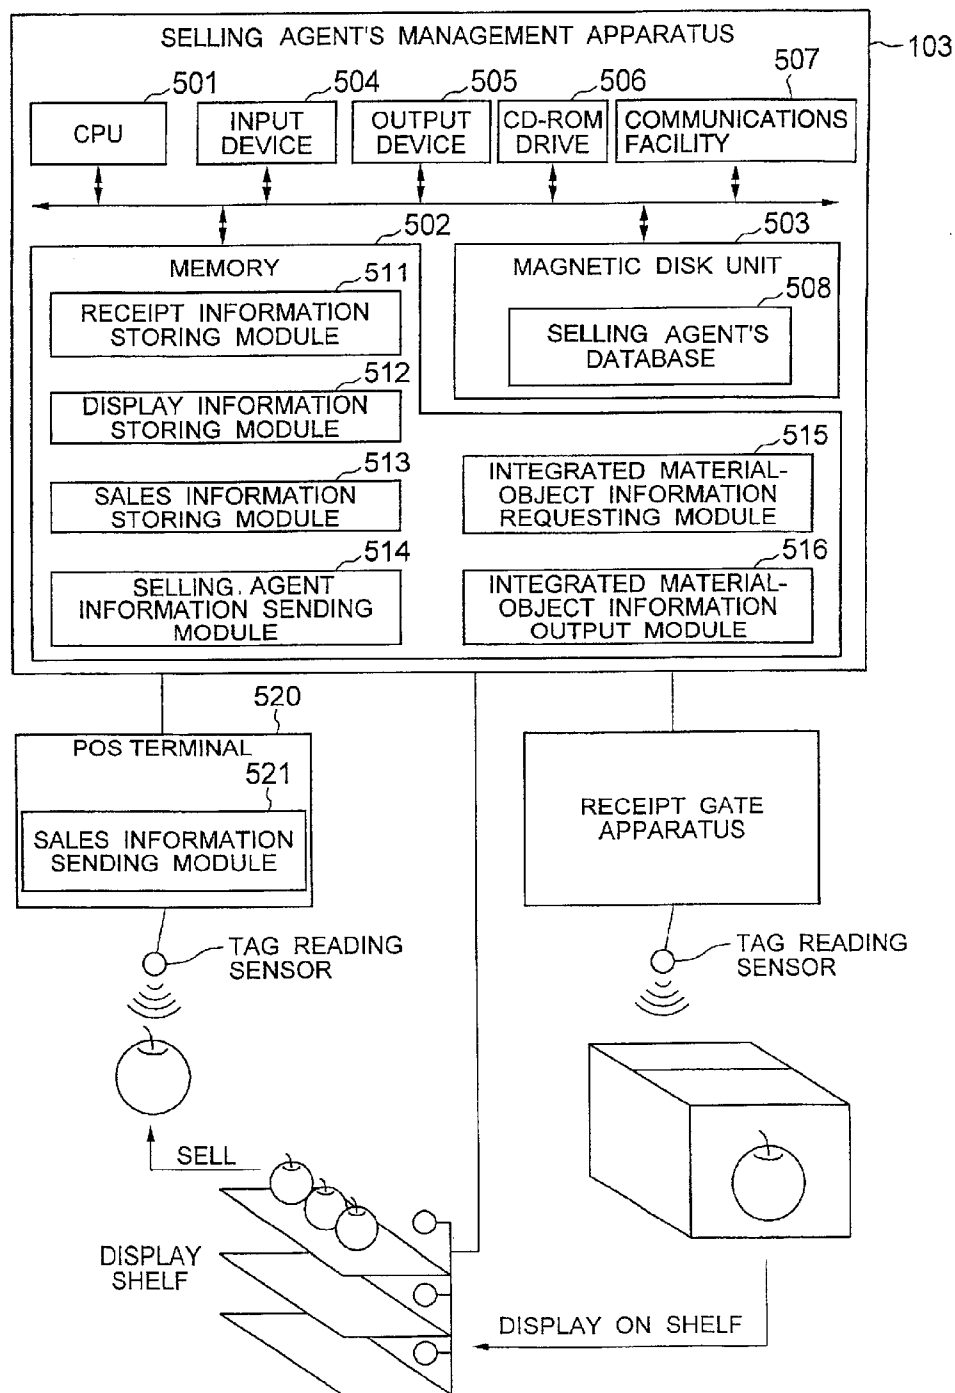 SELLING AGENT'S MANAGEMENT APPARATUS
103
501
504
505
506
507
CPU
INPUT
DEVICE
OUTPUT
DEVICE
CD-ROM
DRIVE
COMMUNICATIONS
FACILITY
502
503
MEMORY
MAGNETIC DISK UNIT
511
RECEIPT INFORMATION
STORING MODULE
508
SELLING AGENT'S
DATABASE
512
DISPLAY INFORMATION
STORING MODULE
513
SALES INFORMATION
STORING MODULE
515
INTEGRATED MATERIAL-
OBJECT INFORMATION
REQUESTING MODULE
514
SELLING. AGENT
INFORMATION SENDING
MODULE
516
INTEGRATED MATERIAL-
OBJECT INFORMATION
OUTPUT MODULE
520
POS TERMINAL
521
SALES INFORMATION
SENDING MODULE
RECEIPT GATE
APPARATUS
TAG READING
SENSOR
TAG READING
SENSOR
SELL
DISPLAY
SHELF
DISPLAY ON SHELF